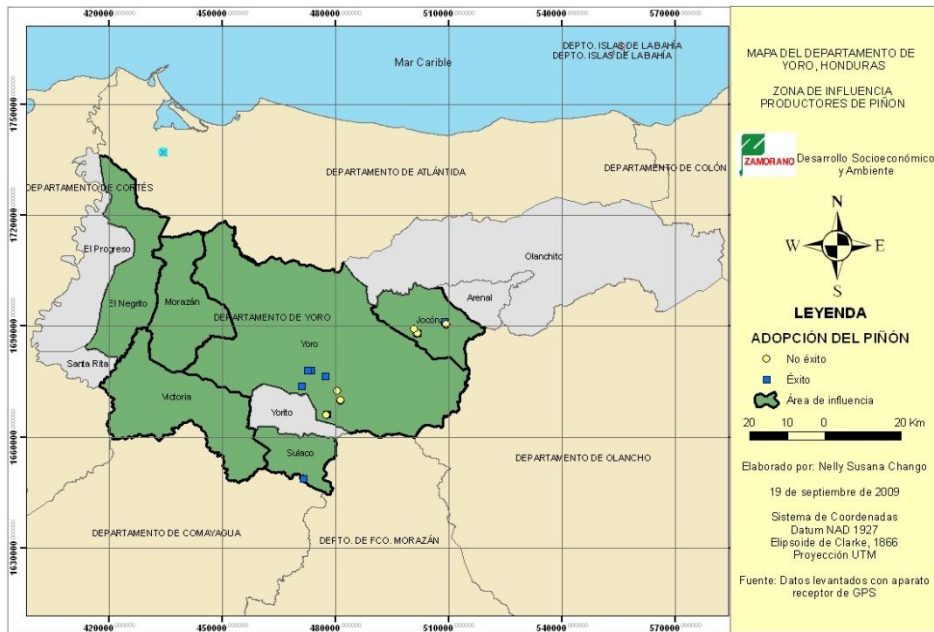 420000 450000 480000 510000 540000 570000
DEPTO. ISLAS DE LA BAHÍA
DEPTO. ISLAS DE LA BAHÍA
Mar Caribe
1750000
1720000
1690000
1660000
1630000
DEPARTAMENTO DE ATLÁNTIDA
DEPARTAMENTO DE COLÓN
DEPARTAMENTO DE CORTÉS
El Progreso
Olanchito
Arenal
El Negrito
Morazán
Jocón
DEPARTAMENTO DE YORO
Yoro
Santa Rita
Victoria
Yorito
Sulaco
DEPARTAMENTO DE OLANCHO
DEPARTAMENTO DE COMAYAGUA
DEPTO. DE FCO. MORAZÁN
420000 450000 480000 510000 540000 570000
MAPA DEL DEPARTAMENTO DE
YORO, HONDURAS
ZONA DE INFLUENCIA
PRODUCTORES DE PIÑON
ZAMORANO
Desarrollo Socioeconómico
y Ambiente
N
W E
S
LEYENDA
ADOPCIÓN DEL PIÑÓN
No éxito
Éxito
Área de influencia
20 10 0 20 Km
Elaborado por: Nelly Susana Chango
19 de septiembre de 2009
Sistema de Coordenadas
Datum NAD 1927
Elipsoide de Clarke, 1866
Proyección UTM
Fuente: Datos levantados con aparato
receptor de GPS